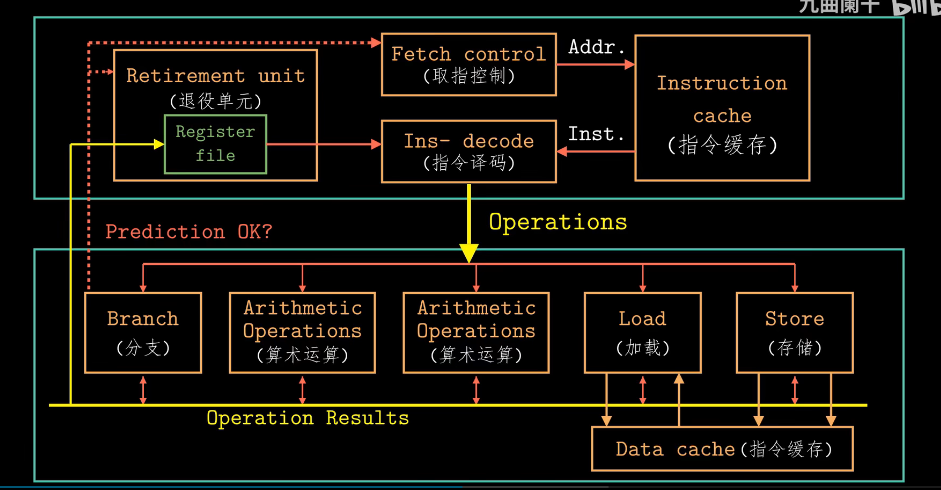 九曲阑干
Fetch control
(取指控制)
Addr.
Retirement unit
(退役单元)
Register
file
Ins- decode
(指令译码)
Inst.
Instruction
cache
(指令缓存)
Prediction OK?
Operations
Branch
(分支)
Arithmetic
Operations
(算术运算)
Arithmetic
Operations
(算术运算)
Load
(加载)
Store
(存储)
Operation Results
Data cache(指令缓存)